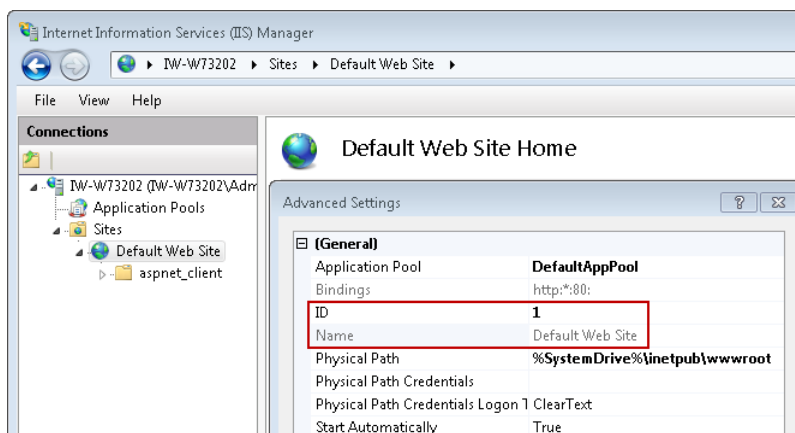 Internet Information Services (IIS) Manager
IW-W73202 Sites Default Web Site
File View Help
Connections
IW-W73202 (IW-W73202\Adm
Application Pools
Sites
Default Web Site
aspnet_client
Default Web Site Home
Advanced Settings
(General)
Application Pool DefaultAppPool
Bindings http:*:80:
ID 1
Name Default Web Site
Physical Path %SystemDrive%\inetpub\wwwroot
Physical Path Credentials
Physical Path Credentials Logon T ClearText
Start Automatically True